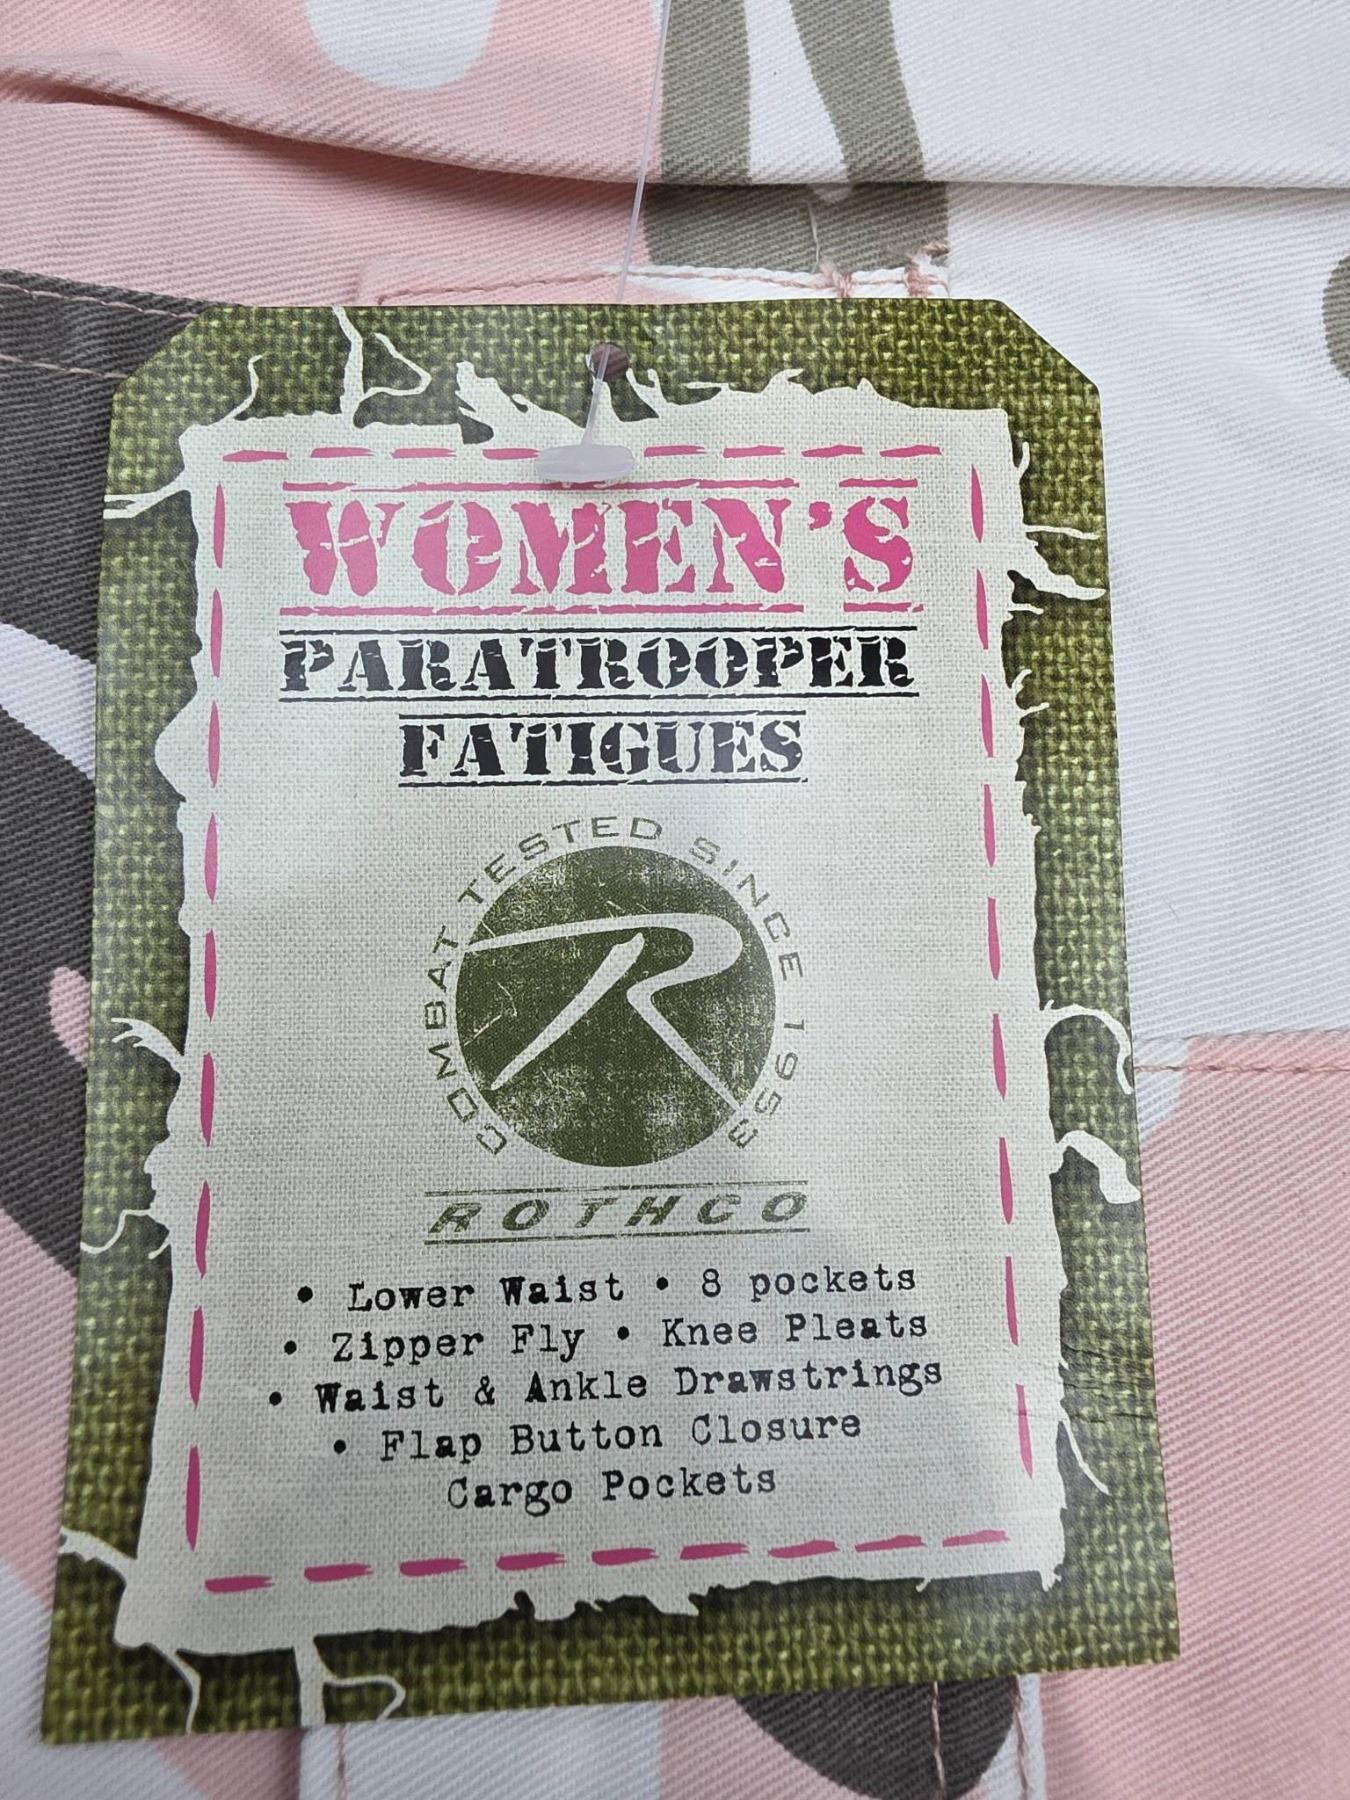 WOMEN'S
PARATROOPER
FATIGUES
COMBAT TESTED SINCE 1953
R
ROTHCO
• Lower Waist • 8 pockets
• Zipper Fly • Knee Pleats
• Waist & Ankle Drawstrings
• Flap Button Closure
Cargo Pockets